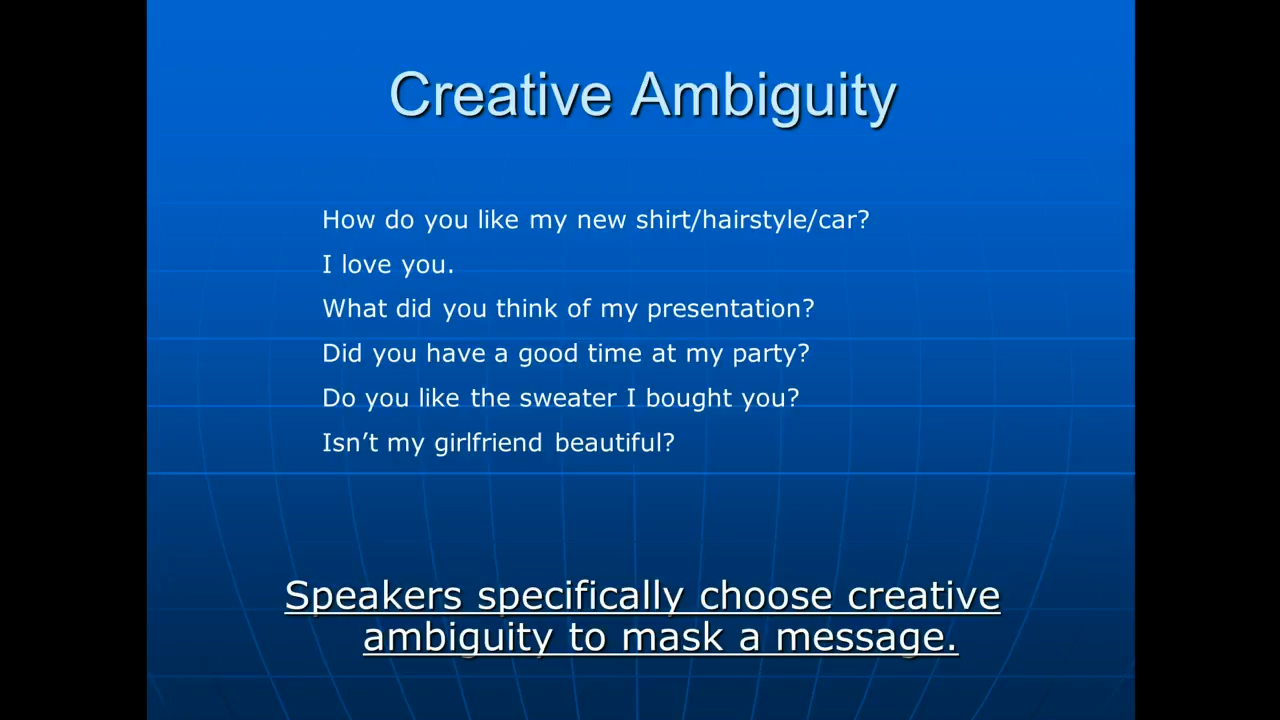 Creative Ambiguity
How do you like my new shirt/hairstyle/car?
I love you.
What did you think of my presentation?
Did you have a good time at my party?
Do you like the sweater I bought you?
Isn’t my girlfriend beautiful?
Speakers specifically choose creative
ambiguity to mask a message.